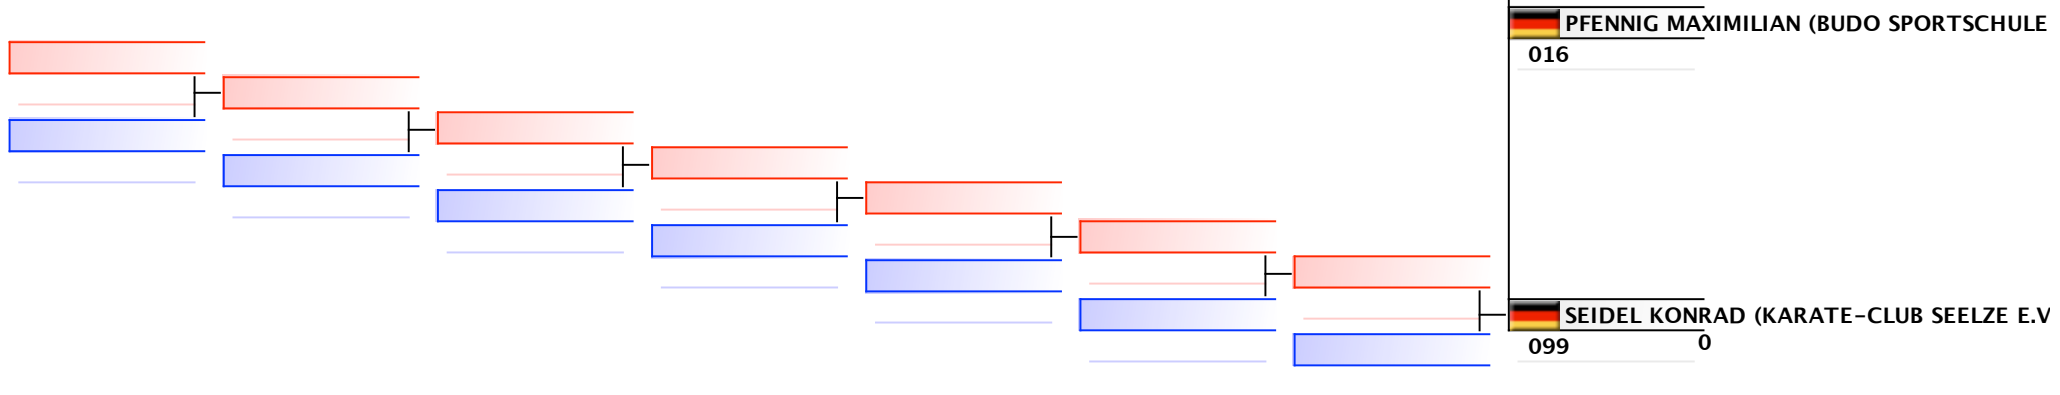 PFENNIG MAXIMILIAN (BUDO SPORTSCHULE
016
SEIDEL KONRAD (KARATE-CLUB SEELZE E.V
099 0